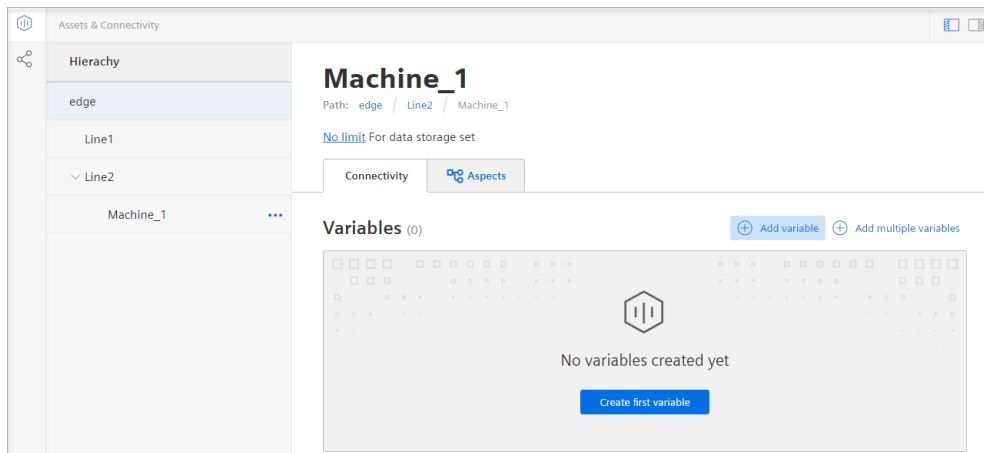 Assets & Connectivity
Hierachy
edge
Line1
Line2
Machine_1
Machine_1
Path: edge / Line2 / Machine_1
No limit For data storage set
Connectivity
Aspects
Variables (0)
Add variable
Add multiple variables
No variables created yet
Create first variable